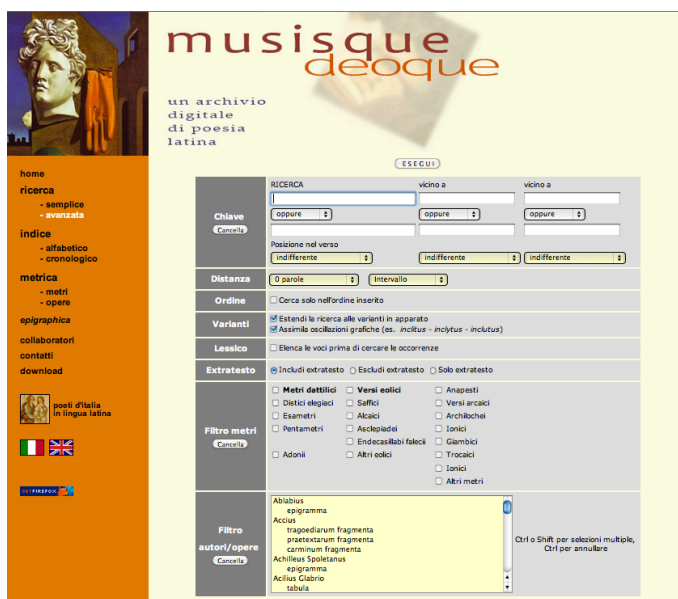 musisque
deoque
un archivio
digitale
di poesia
latina
ESEGUI
home
ricerca
- semplice
- avanzata
indice
- alfabetico
- cronologico
metrica
- metri
- opere
epigraphica
collaboratori
contatti
download
poeti d'italia
in lingua latina
GET FIREFOX
RICERCA vicino a vicino a
Chiave
Cancella
oppure oppure oppure
Posizione nel verso
indifferente indifferente indifferente
Distanza 0 parole Intervallo
Ordine Cerca solo nell'ordine inserito
Varianti Estendi la ricerca alle varianti in apparato
Assimila oscillazioni grafiche (es. inclitus - inclytus - inclutus)
Lessico Elenca le voci prima di cercare le occorrenze
Extratesto Includi extratesto Escludi extratesto Solo extratesto
Filtro metri
Cancella
Metri dattilici Versi eolici Anapesti
Distici elegiaci Saffici Versi arcaici
Esametri Alcaici Archilochei
Pentametri Asclepiadei Ionici
Endecasillabi falecii Giambici
Adonii Altri eolici Trocaici
Ionici
Altri metri
Filtro
autori/opere
Cancella
Ablabius
epigramma
Accius
tragoediarum fragmenta
praetextarum fragmenta
carminum fragmenta
Achilleus Spoletanus
epigramma
Acilius Glabrio
tabula
Ctrl o Shift per selezioni multiple,
Ctrl per annullare